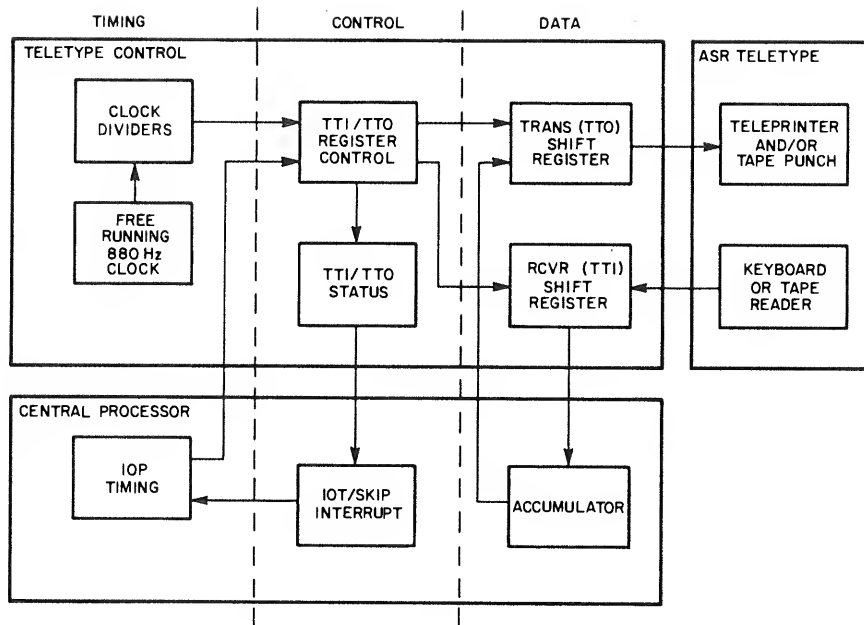 TIMING
CONTROL
DATA
TELETYPE CONTROL
CLOCK
DIVIDERS
FREE
RUNNING
880 Hz
CLOCK
TTI/TTO
REGISTER
CONTROL
TTI/TTO
STATUS
TRANS (TTO)
SHIFT
REGISTER
RCVR (TTI)
SHIFT
REGISTER
ASR TELETYPE
TELEPRINTER
AND/OR
TAPE PUNCH
KEYBOARD
OR TAPE
READER
CENTRAL PROCESSOR
IOP
TIMING
IOT/SKIP
INTERRUPT
ACCUMULATOR